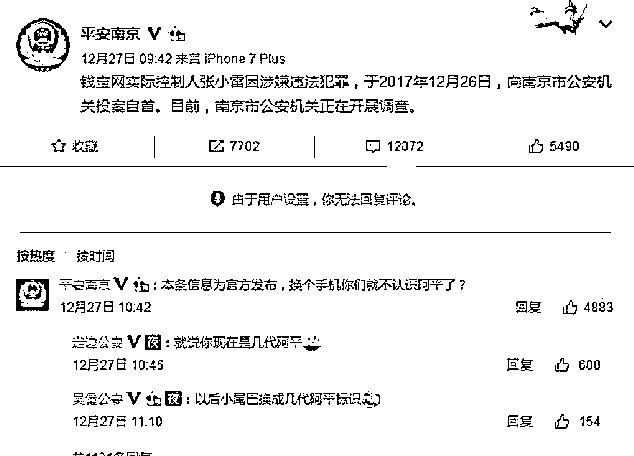 平安南京
12月27日 09:42 来自 iPhone 7 Plus
钱宝网实际控制人张小雷因涉嫌违法犯罪，于2017年12月26日，向南京市公安机
关投案自首。目前，南京市公安机关正在开展调查。
收藏 7702 12072 5490
由于用户设置，你无法回复评论。
按热度 按时间
平安南京：本条信息为官方发布，换个手机你们就不认识阿平了？
12月27日 10:42 回复 4883
：就说你现在是几代阿平
12月27日 10:45 回复 600
：以后小尾巴换成几代阿平标识
12月27日 11:10 回复 154